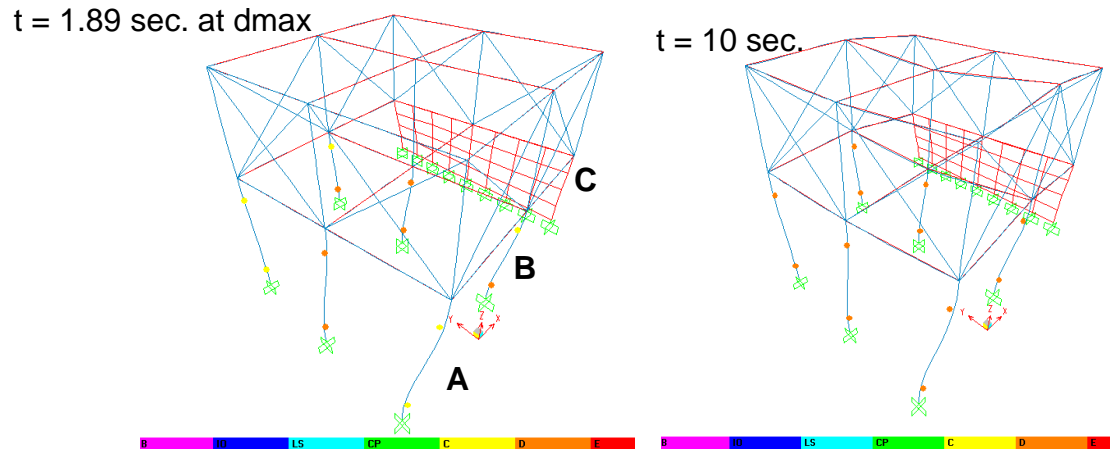 t = 1.89 sec. at dmax
t = 10 sec.
C
B
A
Y Z X
Y Z X
B IO LS CP C D E
B IO LS CP C D E